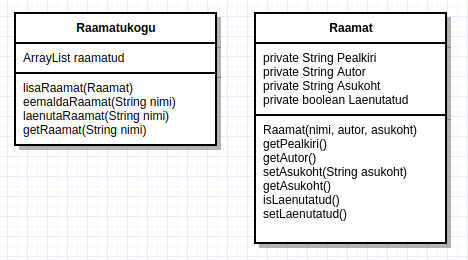 Raamatukogu
ArrayList raamatud
lisaRaamat(Raamat)
eemaldaRaamat(String nimi)
laenutaRaamat(String nimi)
getRaamat(String nimi)
Raamat
private String Pealkiri
private String Autor
private String Asukoht
private boolean Laenutatud
Raamat(nimi, autor, asukoht)
getPealkiri()
getAutor()
setAsukoht(String asukoht)
getAsukoht()
isLaenutatud()
setLaenutatud()